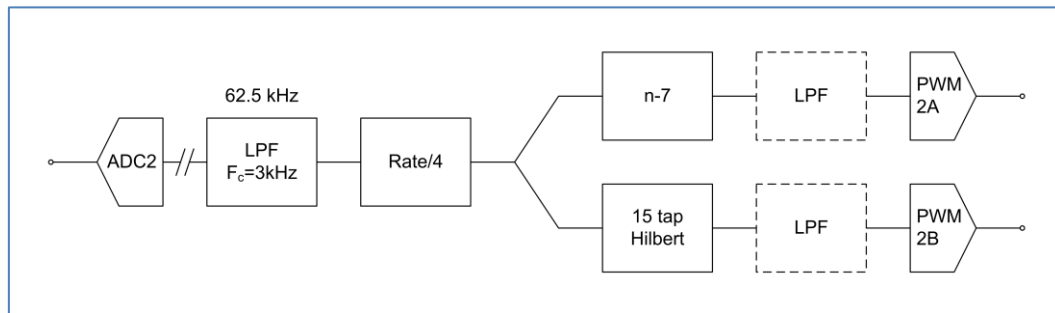 62.5 kHz
ADC2
LPF
Fc=3kHz
Rate/4
n-7
LPF
PWM
2A
15 tap
Hilbert
LPF
PWM
2B